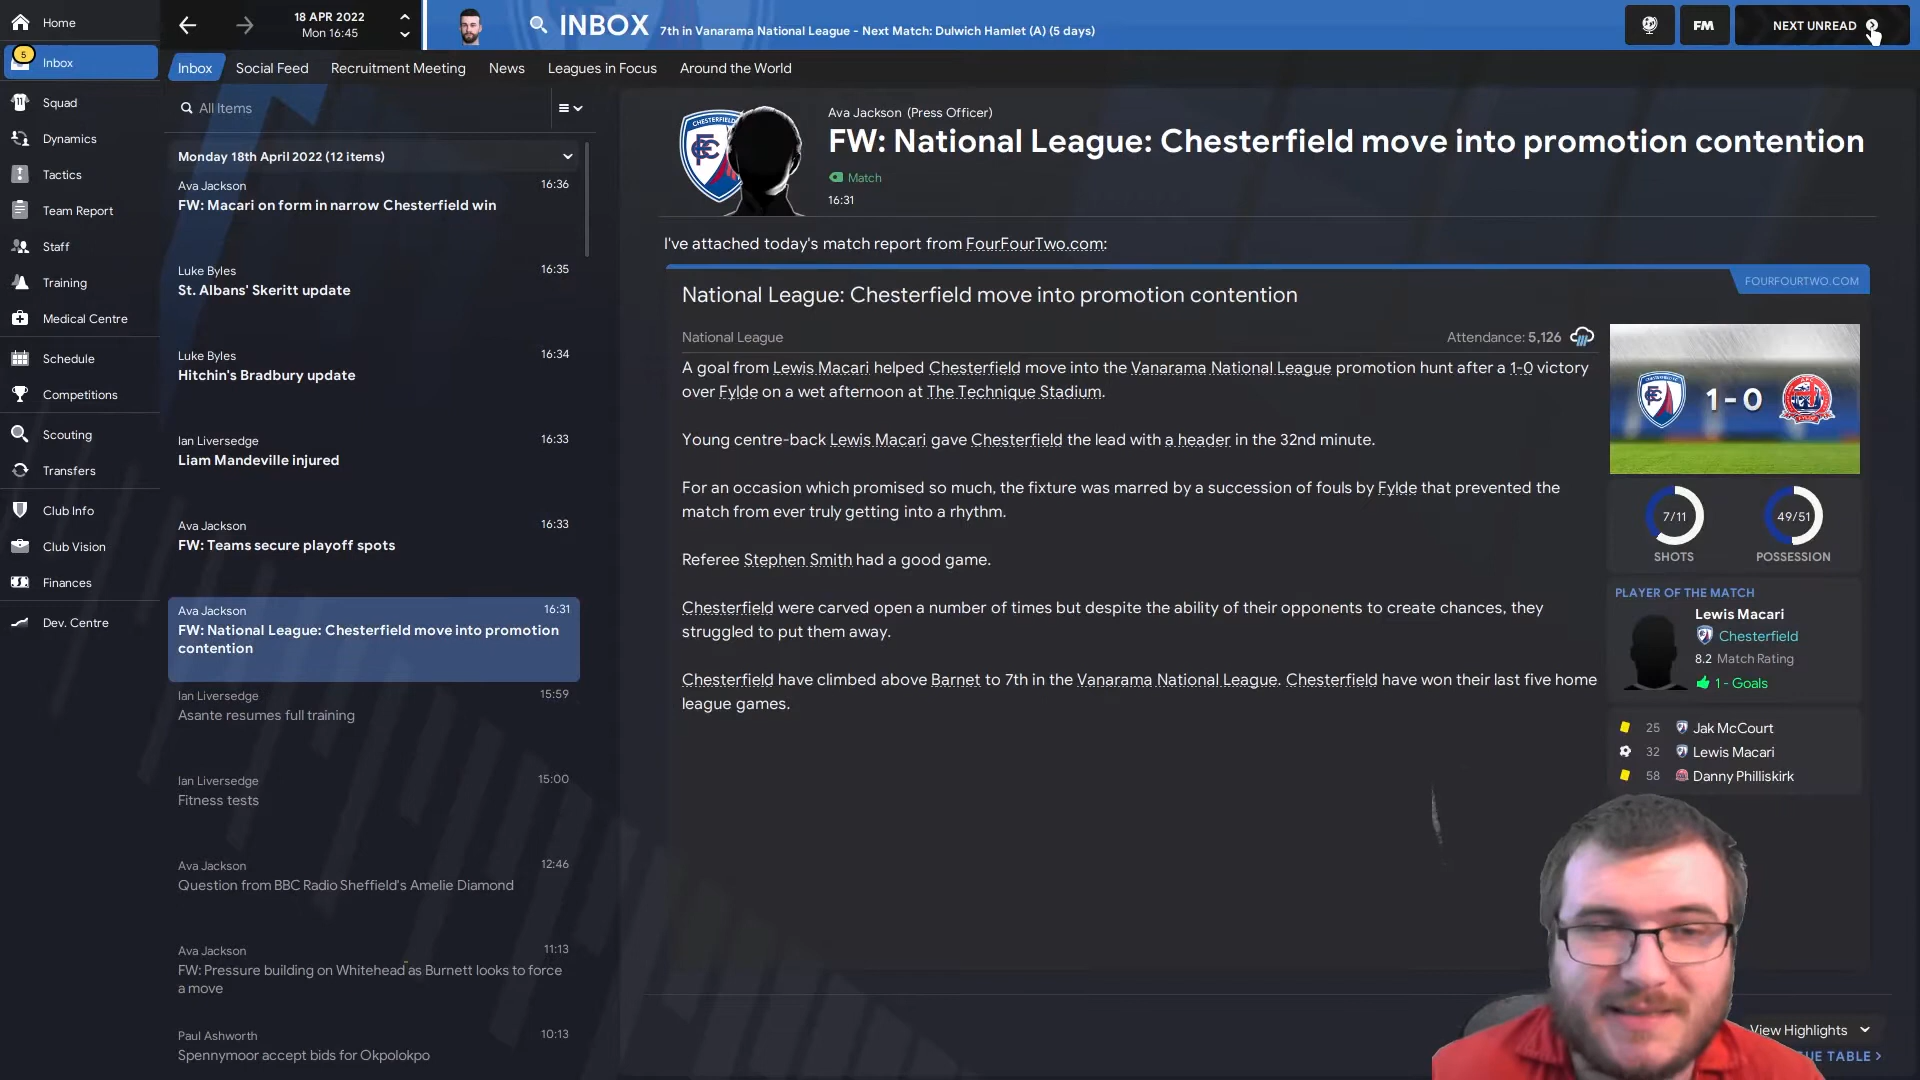 Home
5
Inbox
Squad
Dynamics
Tactics
Team Report
Staff
Training
Medical Centre
Schedule
Competitions
Scouting
Transfers
Club Info
Club Vision
Finances
Dev. Centre
18 APR 2022
Mon 16:45
INBOX
7th in Vanarama National League - Next Match: Dulwich Hamlet (A) (5 days)
FM
NEXT UNREAD
Inbox Social Feed Recruitment Meeting News Leagues in Focus Around the World
All Items
Monday 18th April 2022 (12 items)
Ava Jackson 16:36
FW: Macari on form in narrow Chesterfield win
Luke Byles 16:35
St. Albans' Skeritt update
Luke Byles 16:34
Hitchin's Bradbury update
Ian Liversedge 16:33
Liam Mandeville injured
Ava Jackson 16:33
FW: Teams secure playoff spots
Ava Jackson 16:31
FW: National League: Chesterfield move into promotion
contention
Ian Liversedge 15:59
Asante resumes full training
Ian Liversedge 15:00
Fitness tests
Ava Jackson 12:46
Question from BBC Radio Sheffield's Amelie Diamond
Ava Jackson 11:13
FW: Pressure building on Whitehead as Burnett looks to force
a move
Paul Ashworth 10:13
Spennymoor accept bids for Okpolokpo
Ava Jackson (Press Officer)
FW: National League: Chesterfield move into promotion contention
Match
16:31
I've attached today's match report from FourFourTwo.com:
FOURFOURTWO.COM
National League: Chesterfield move into promotion contention
National League Attendance: 5,126
A goal from Lewis Macari helped Chesterfield move into the Vanarama National League promotion hunt after a 1-0 victory
over Fylde on a wet afternoon at The Technique Stadium.
Young centre-back Lewis Macari gave Chesterfield the lead with a header in the 32nd minute.
For an occasion which promised so much, the fixture was marred by a succession of fouls by Fylde that prevented the
match from ever truly getting into a rhythm.
Referee Stephen Smith had a good game.
Chesterfield were carved open a number of times but despite the ability of their opponents to create chances, they
struggled to put them away.
Chesterfield have climbed above Barnet to 7th in the Vanarama National League. Chesterfield have won their last five home
league games.
1 - 0
7/11 49/51
SHOTS POSSESSION
PLAYER OF THE MATCH
Lewis Macari
Chesterfield
8.2 Match Rating
1 - Goals
25 Jak McCourt
32 Lewis Macari
58 Danny Philliskirk
View Highlights
UE TABLE >